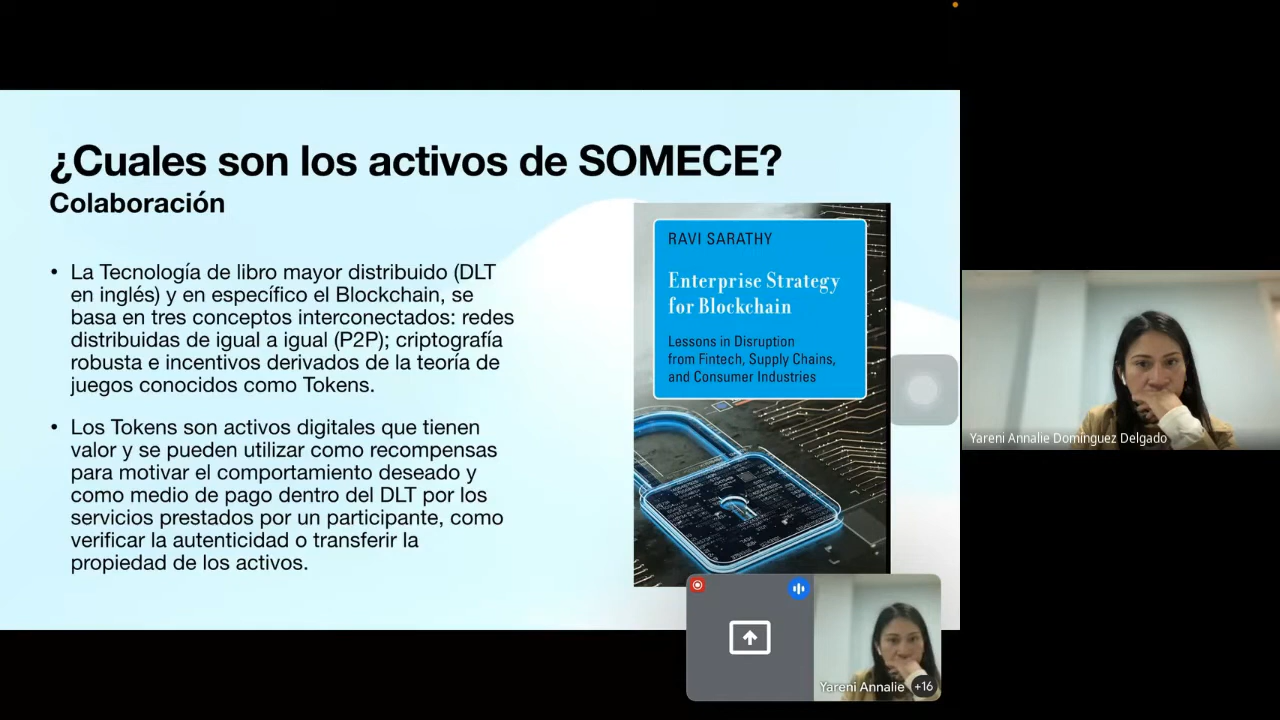 ¿Cuales son los activos de SOMECE?
Colaboración
• La Tecnología de libro mayor distribuido (DLT
en inglés) y en específico el Blockchain, se
basa en tres conceptos interconectados: redes
distribuidas de igual a igual (P2P); criptografía
robusta e incentivos derivados de la teoría de
juegos conocidos como Tokens.
• Los Tokens son activos digitales que tienen
valor y se pueden utilizar como recompensas
para motivar el comportamiento deseado y
como medio de pago dentro del DLT por los
servicios prestados por un participante, como
verificar la autenticidad o transferir la
propiedad de los activos.
RAVI SARATHY
Enterprise Strategy
for Blockchain
Lessons in Disruption
from Fintech, Supply Chains,
and Consumer Industries
Yareni Annalie Domínguez Delgado
Yareni Annalie +16